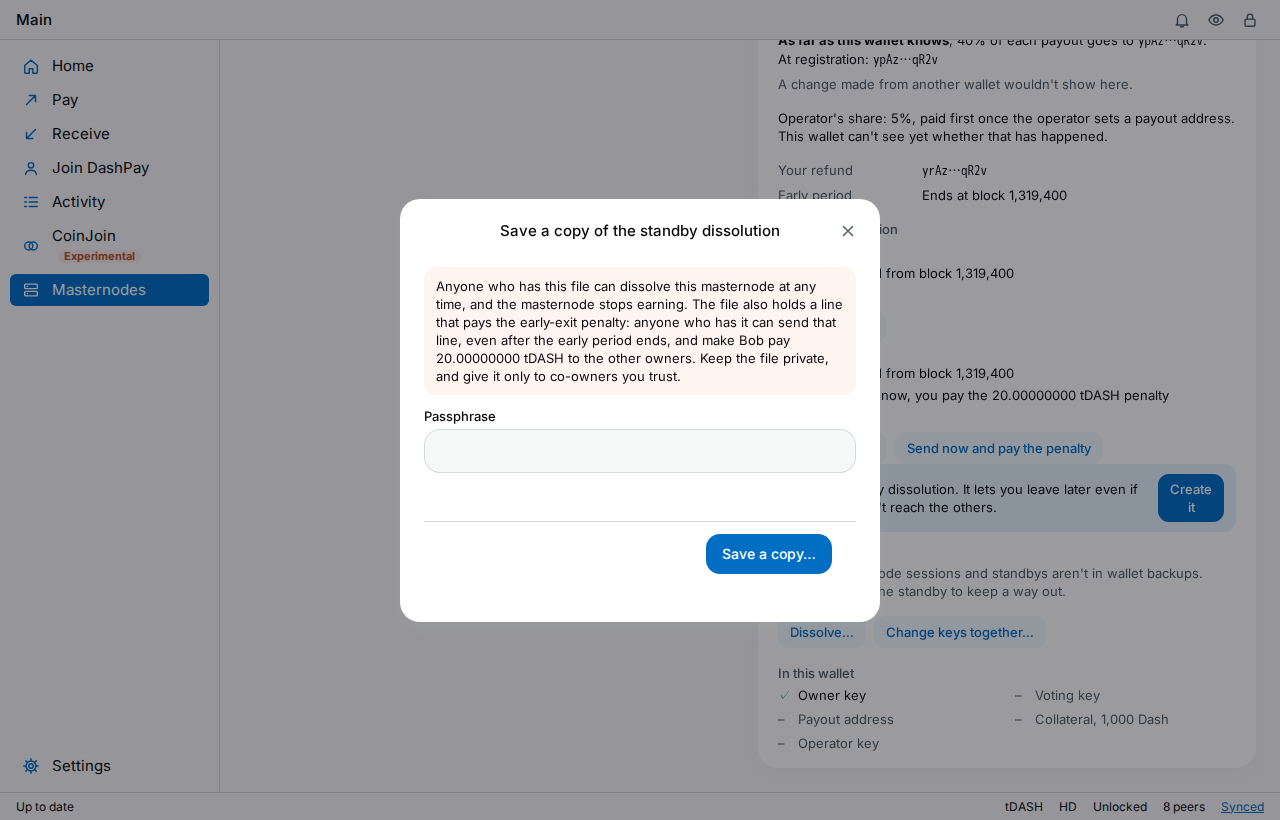 Main
Home
Pay
Receive
Join DashPay
Activity
CoinJoin
Experimental
Masternodes
Settings
As far as this wallet knows, 40% of each payout goes to ypAz…qR2v.
At registration: ypAz…qR2v
A change made from another wallet wouldn't show here.
Operator's share: 5%, paid first once the operator sets a payout address.
This wallet can't see yet whether that has happened.
Your refund yrAz…qR2v
Early period Ends at block 1,319,400
from block 1,319,400
from block 1,319,400
now, you pay the 20.00000000 tDASH penalty
Send now and pay the penalty
dissolution. It lets you leave later even if
reach the others.
Create
it
sessions and standbys aren't in wallet backups.
standby to keep a way out.
Dissolve…
Change keys together…
In this wallet
✓ Owner key
– Voting key
– Payout address
– Collateral, 1,000 Dash
– Operator key
Save a copy of the standby dissolution
Anyone who has this file can dissolve this masternode at any
time, and the masternode stops earning. The file also holds a line
that pays the early-exit penalty: anyone who has it can send that
line, even after the early period ends, and make Bob pay
20.00000000 tDASH to the other owners. Keep the file private,
and give it only to co-owners you trust.
Passphrase
Save a copy…
Up to date
tDASH HD Unlocked 8 peers Synced